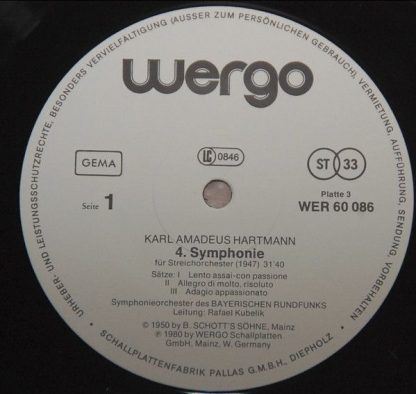 URHEBER- UND LEISTUNGSSCHUTZRECHTE, BESONDERS VERVIELFÄLTIGUNG (AUSSER ZUM PERSÖNLICHEN GEBRAUCH), VERMIETUNG, AUFFÜHRUNG, SENDUNG, VORBEHALTEN
wergo
GEMA
LC 0846
ST 33
Platte 3
Seite 1
WER 60 086
KARL AMADEUS HARTMANN
4. Symphonie
für Streichorchester (1947) 31'40
Sätze: I Lento assai-con passione
II Allegro di molto, risoluto
III Adagio appassionato
Symphonieorchester des BAYERISCHEN RUNDFUNKS
Leitung: Rafael Kubelik
© 1950 by B. SCHOTT'S SÖHNE, Mainz
℗ 1980 by WERGO Schallplatten
GmbH, Mainz, W. Germany
• SCHALLPLATTENFABRIK PALLAS G.M.B.H., DIEPHOLZ •